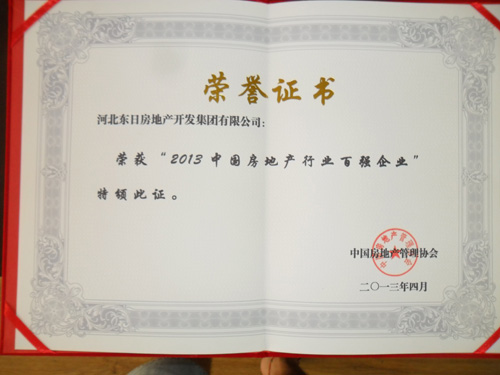 荣誉证书
河北东日房地产开发集团有限公司:
荣获“2013中国房地产行业百强企业”
特颁此证。
中国房地产管理协会
二〇一三年四月